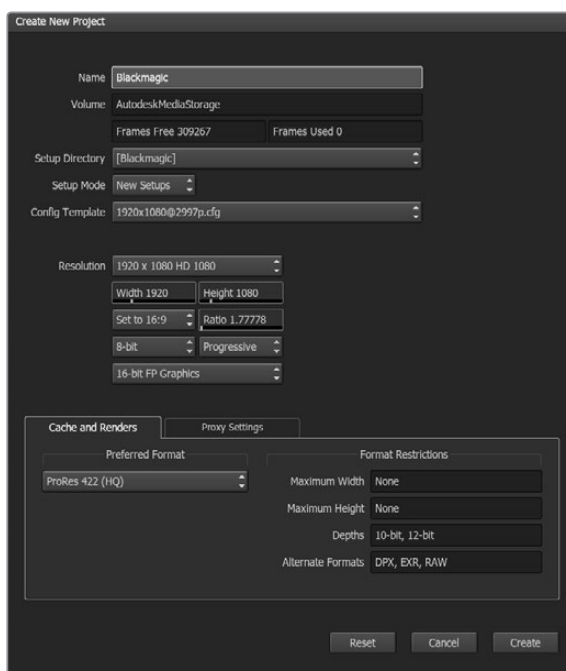 Create New Project
Name Blackmagic
Volume AutodeskMediaStorage
Frames Free 309267 Frames Used 0
Setup Directory [Blackmagic]
Setup Mode New Setups
Config Template 1920x1080@2997p.cfg
Resolution 1920 x 1080 HD 1080
Width 1920 Height 1080
Set to 16:9 Ratio 1.77778
8-bit Progressive
16-bit FP Graphics
Cache and Renders Proxy Settings
Preferred Format Format Restrictions
ProRes 422 (HQ) Maximum Width None
Maximum Height None
Depths 10-bit, 12-bit
Alternate Formats DPX, EXR, RAW
Reset Cancel Create